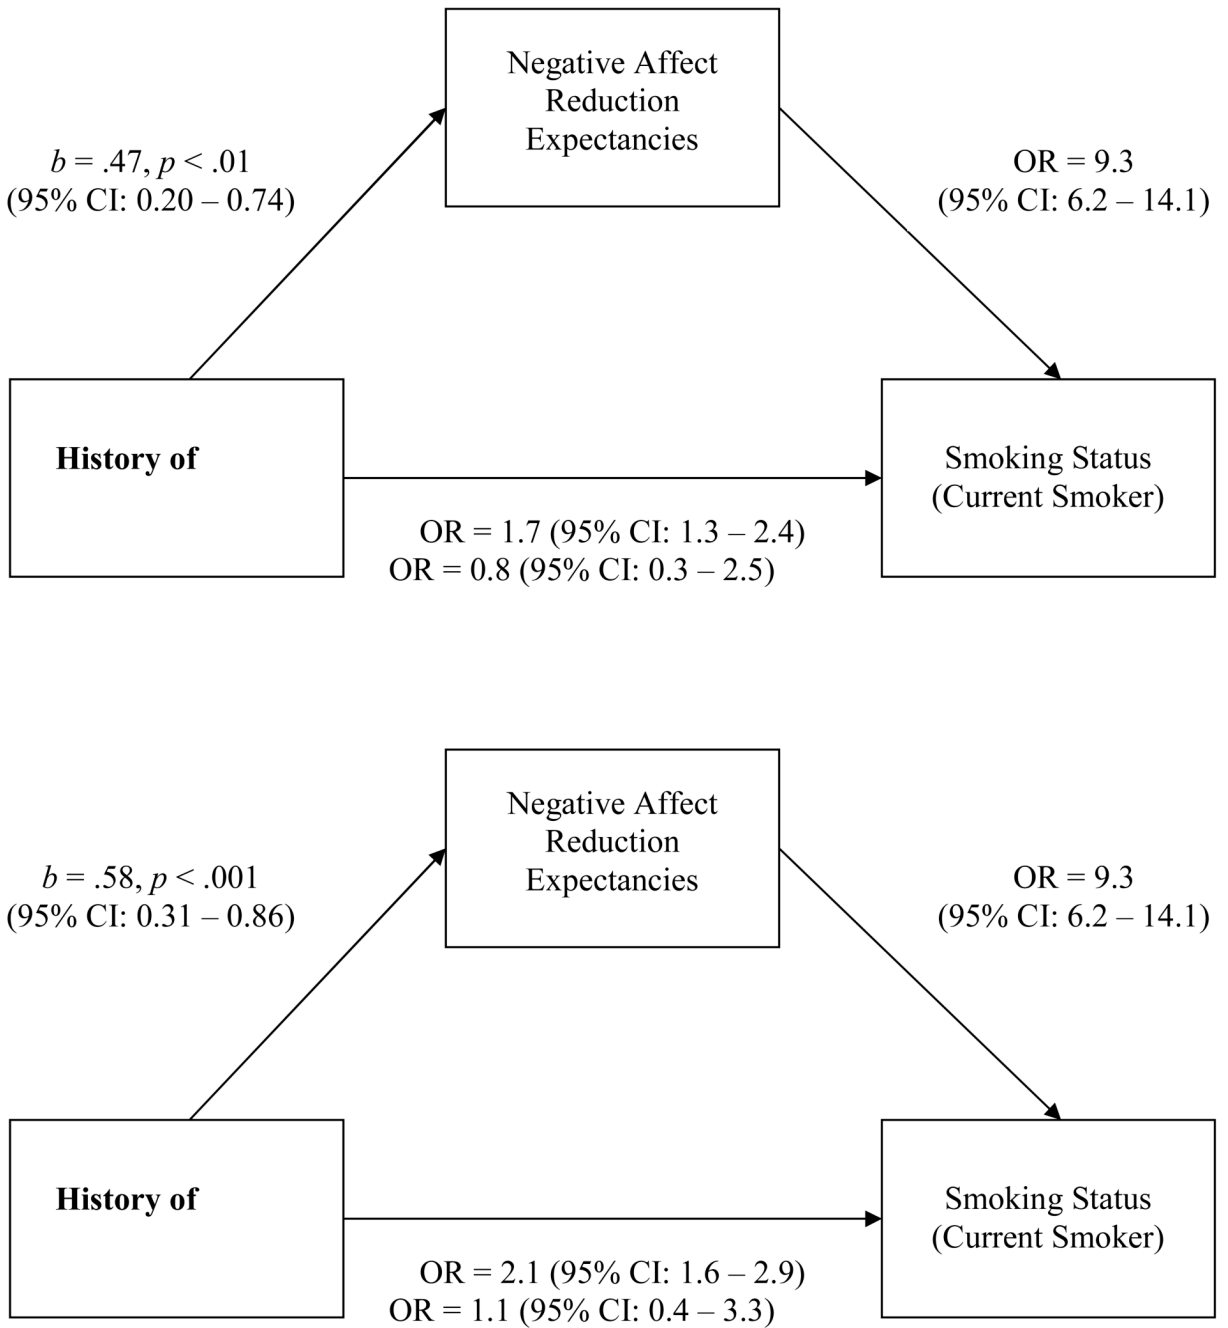 Negative Affect
Reduction
Expectancies
b = .47, p < .01
(95% CI: 0.20 – 0.74)
OR = 9.3
(95% CI: 6.2 – 14.1)
History of
Smoking Status
(Current Smoker)
OR = 1.7 (95% CI: 1.3 – 2.4)
OR = 0.8 (95% CI: 0.3 – 2.5)
Negative Affect
Reduction
Expectancies
b = .58, p < .001
(95% CI: 0.31 – 0.86)
OR = 9.3
(95% CI: 6.2 – 14.1)
History of
Smoking Status
(Current Smoker)
OR = 2.1 (95% CI: 1.6 – 2.9)
OR = 1.1 (95% CI: 0.4 – 3.3)